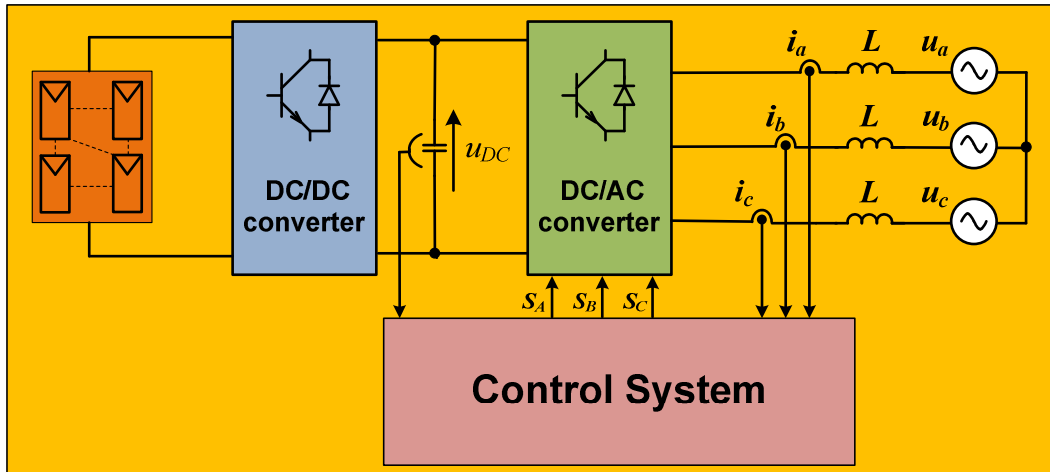 i_a L u_a
i_b L u_b
u_DC
DC/DC
converter
DC/AC
converter
i_c L u_c
S_A S_B S_C
Control System